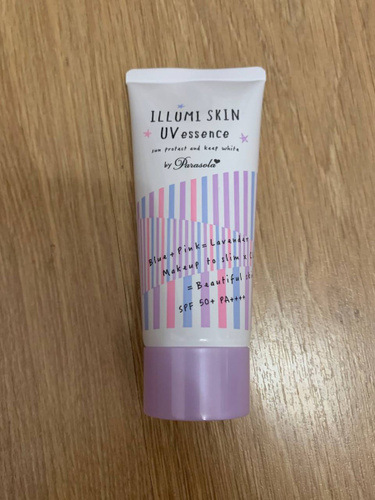 ILLUMI SKIN
UV essence
sun protect and keep white
by Parasola
Blue + Pink = Lavender
Makeup to slim
= Beautiful
SPF 50+ PA++++